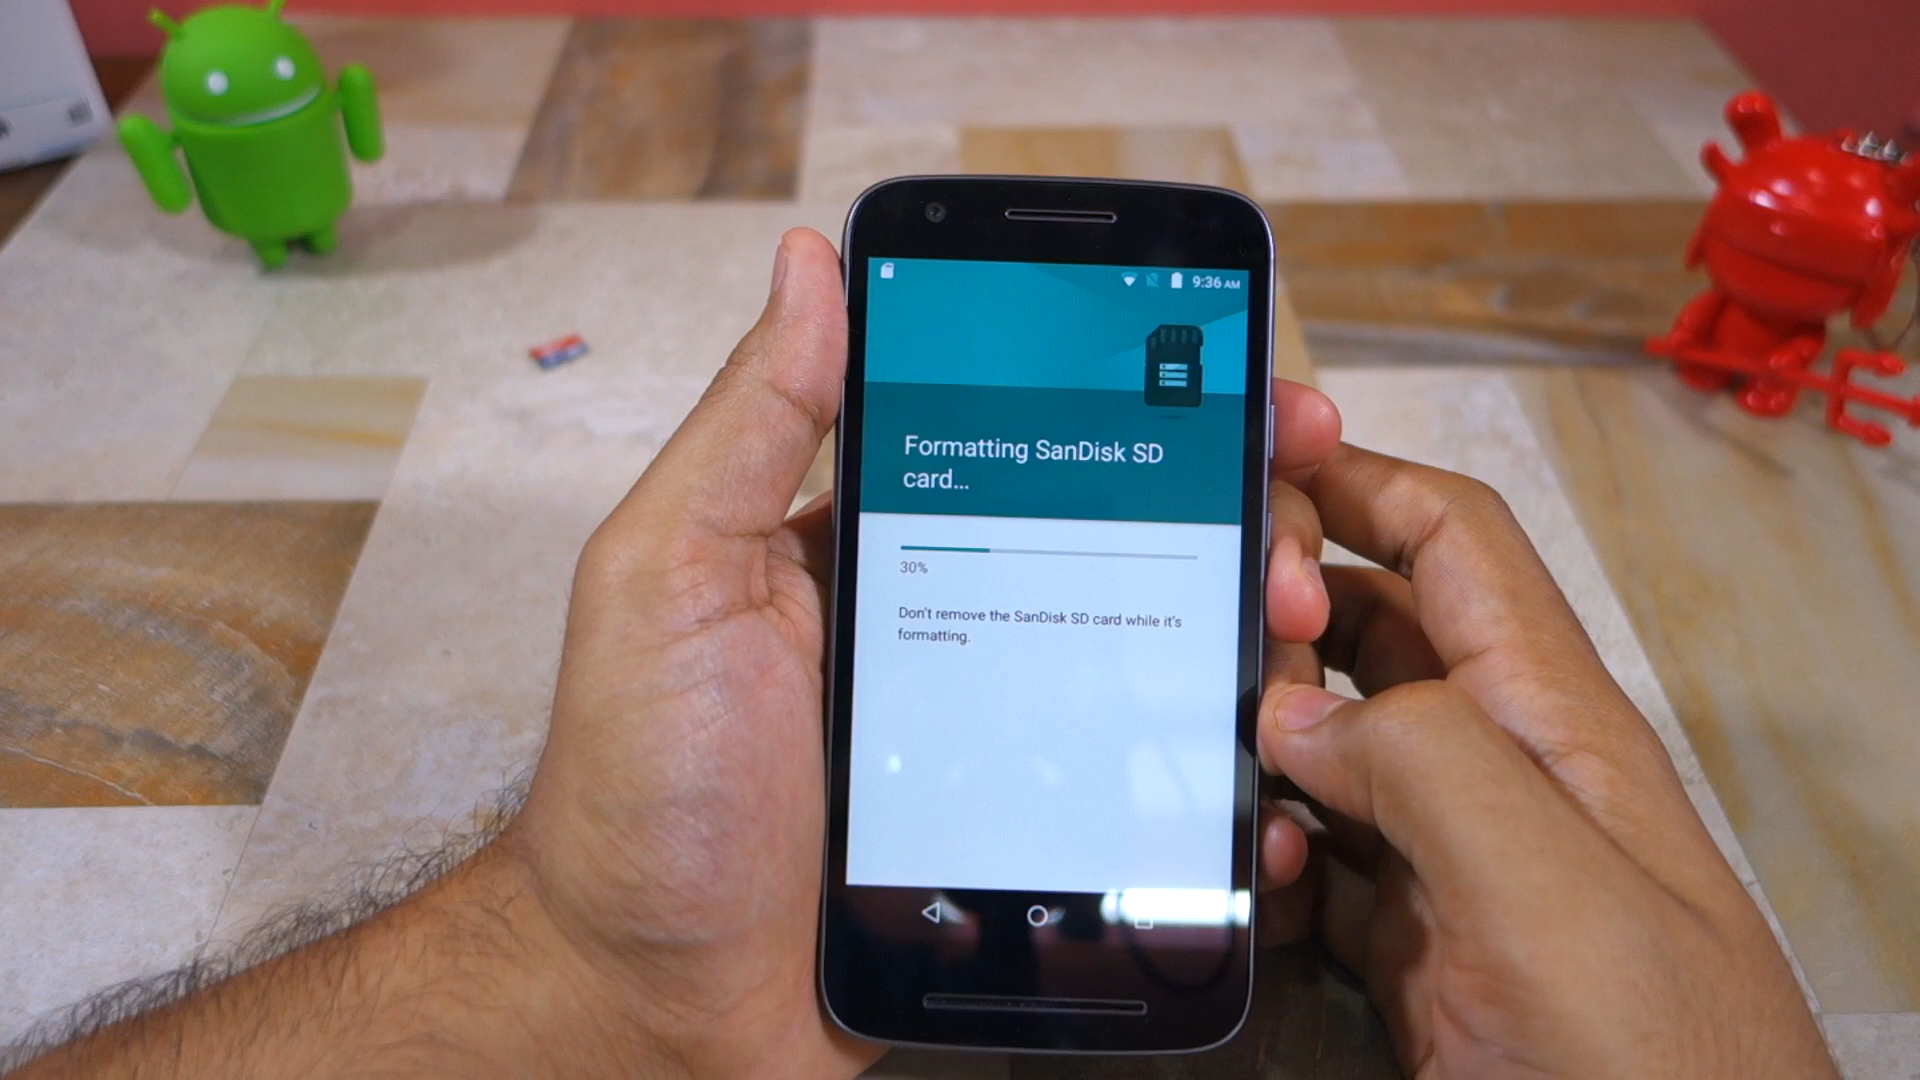 9:36 AM
Formatting SanDisk SD
card...
30%
Don't remove the SanDisk SD card while it's
formatting.